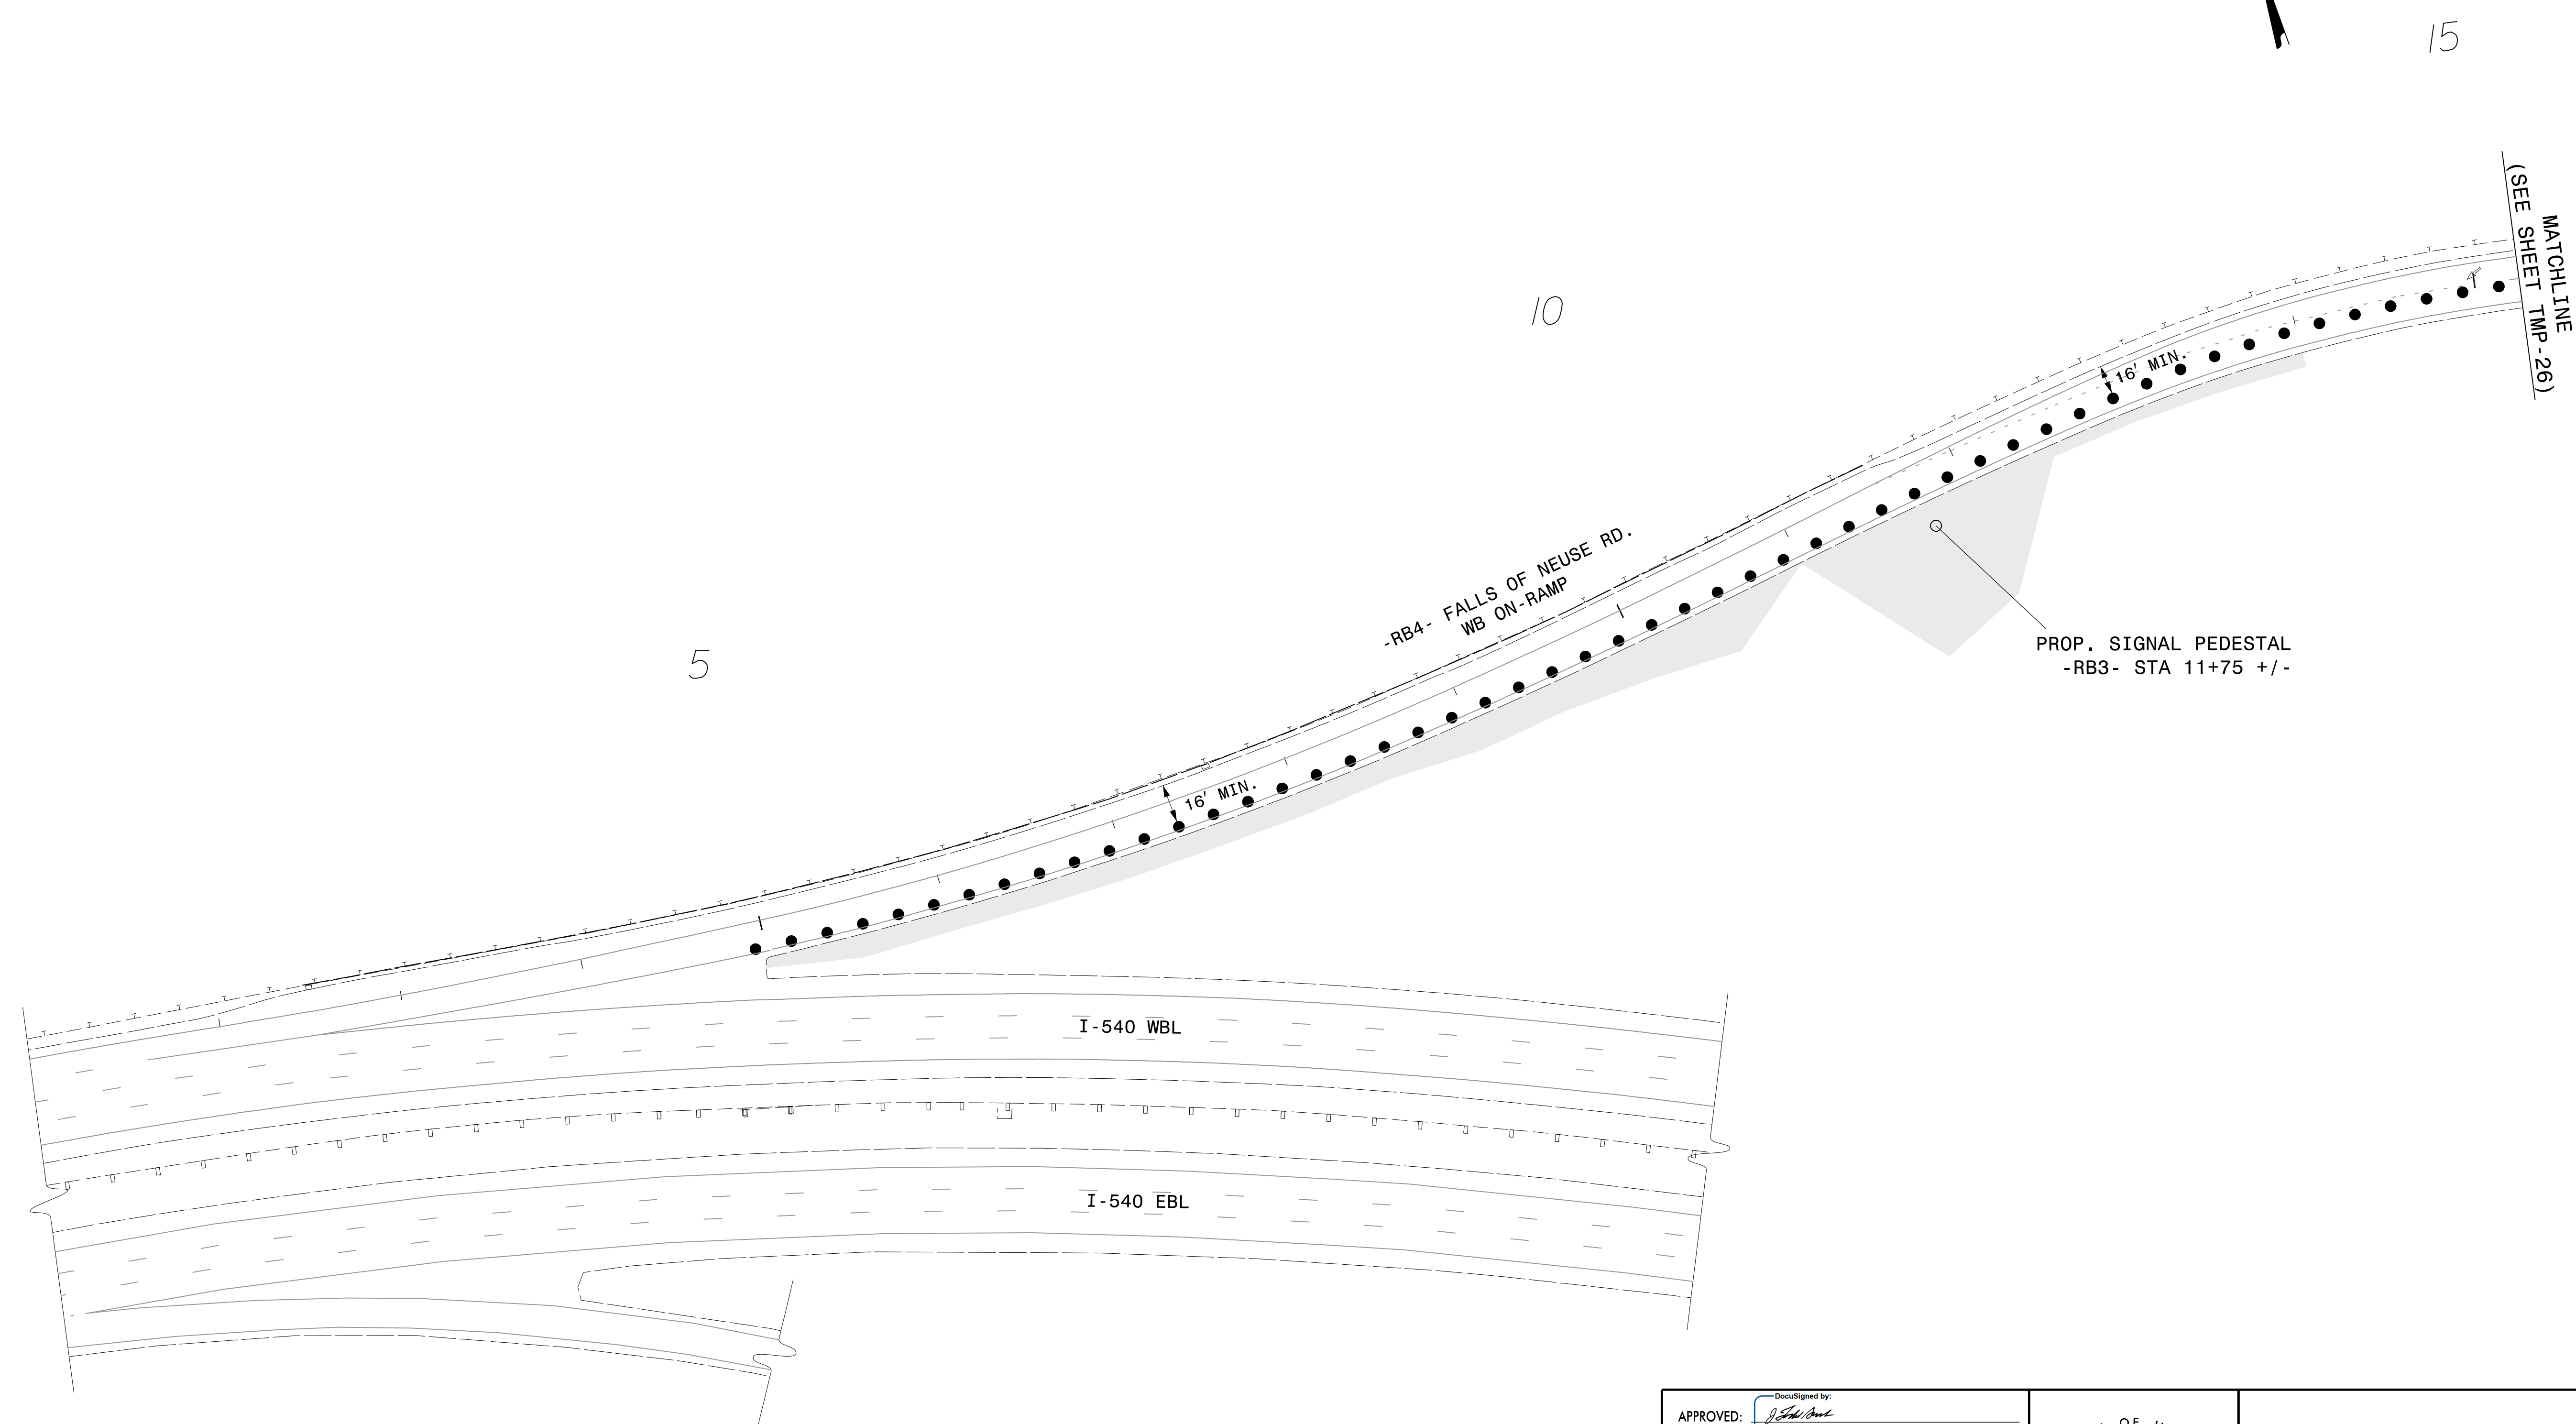 15
MATCHLINE
(SEE SHEET TMP-26)
10
16' MIN.
-RB4- FALLS OF NEUSE RD.
WB ON-RAMP
PROP. SIGNAL PEDESTAL
-RB3- STA 11+75 +/-
5
16' MIN.
I-540 WBL
I-540 EBL
DocuSigned by:
APPROVED: